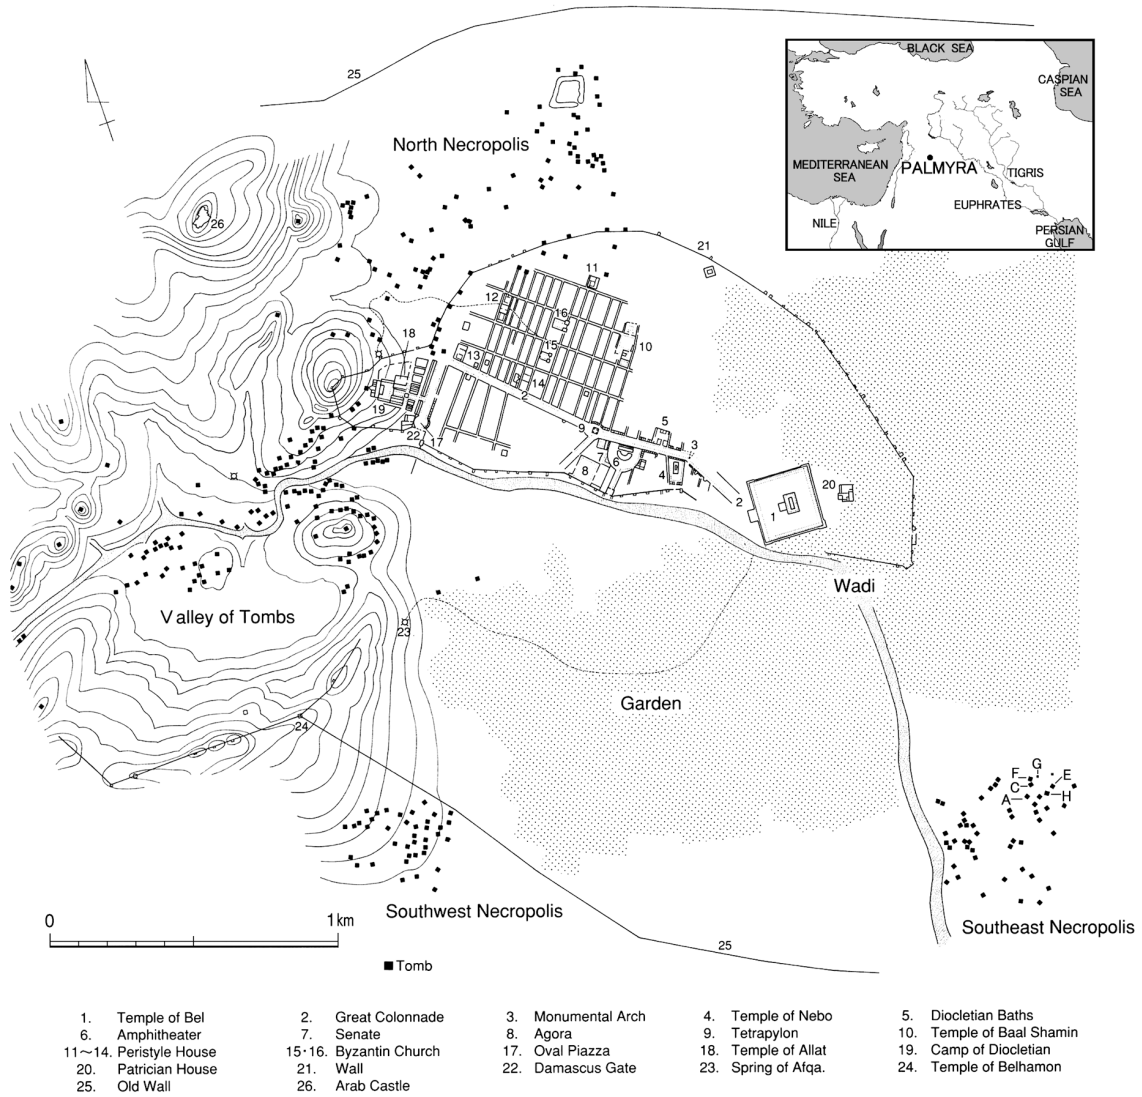 25
BLACK SEA
CASPIAN
SEA
North Necropolis
MEDITERRANEAN
SEA
PALMYRA
TIGRIS
EUPHRATES
NILE
PERSIAN
GULF
26
21
11
12
16
18
15
10
13
14
2
19
5
9
22
17
7
6
3
8
4
20
2
1
Wadi
Valley of Tombs
23
Garden
24
G
F
E
C
A
H
Southwest Necropolis
0
1km
Southeast Necropolis
25
Tomb
1. Temple of Bel 2. Great Colonnade 3. Monumental Arch 4. Temple of Nebo 5. Diocletian Baths
6. Amphitheater 7. Senate 8. Agora 9. Tetrapylon 10. Temple of Baal Shamin
11～14. Peristyle House 15・16. Byzantin Church 17. Oval Piazza 18. Temple of Allat 19. Camp of Diocletian
20. Patrician House 21. Wall 22. Damascus Gate 23. Spring of Afqa. 24. Temple of Belhamon
25. Old Wall 26. Arab Castle